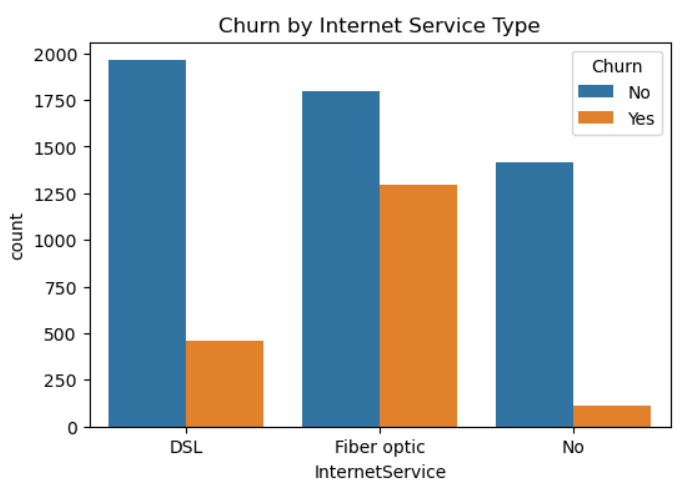 Churn by Internet Service Type
Churn
No
Yes
count
2000
1750
1500
1250
1000
750
500
250
0
DSL
Fiber optic
No
InternetService